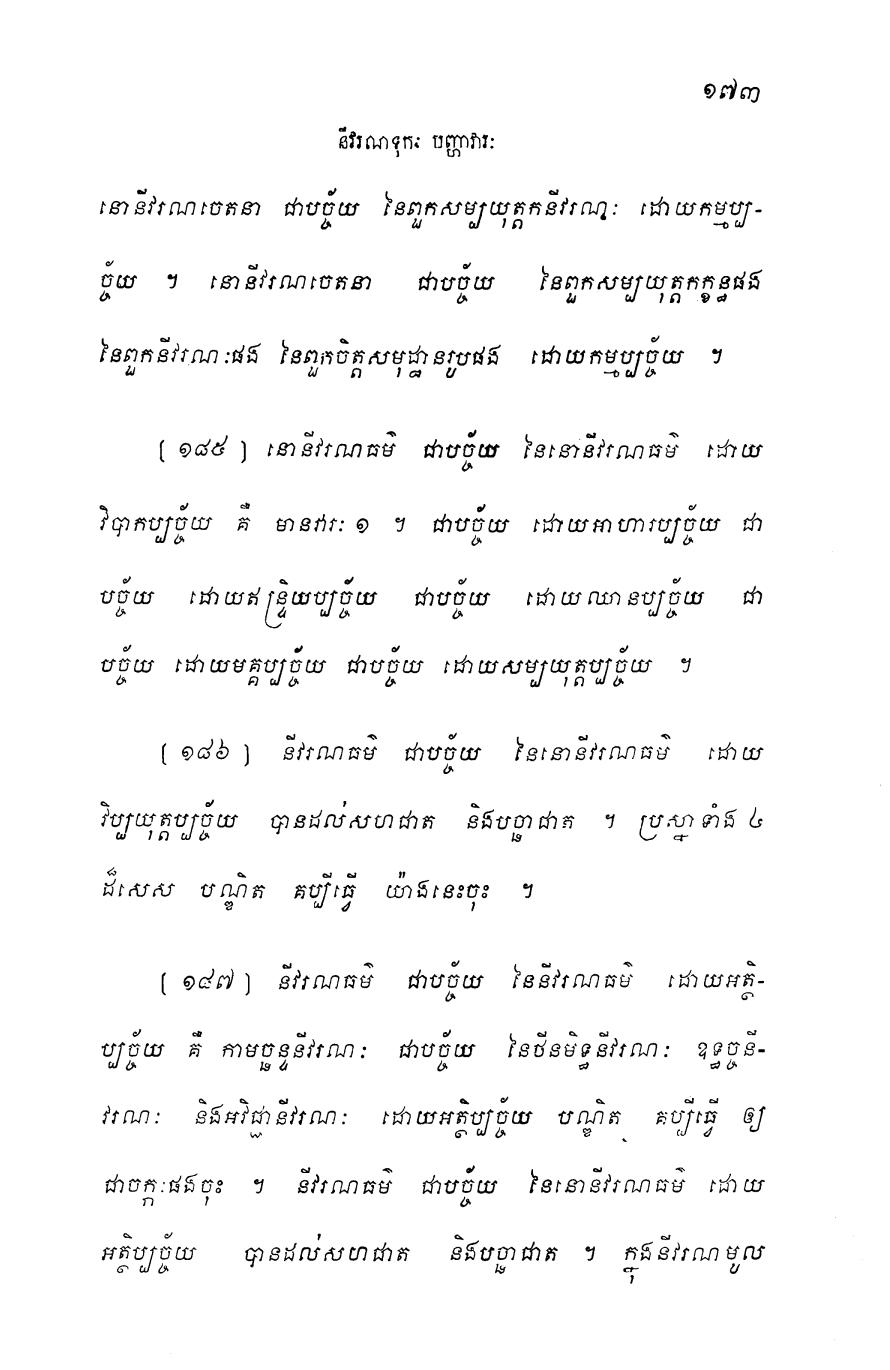 ១៧៣
នីវរណទុកៈ បញ្ហាវារៈ
នោនីវរណចេតនា ជាបច្ច័យ នៃពួកសម្បយុត្តកនីវរណៈ ដោយកម្មប្ប-
ច្ច័យ ។ នោនីវរណចេតនា ជាបច្ច័យ នៃពួកសម្បយុត្តកក្ខន្ធផង
នៃពួកនីវរណៈផង នៃពួកចិត្តសមុដ្ឋានរូបផង ដោយកម្មប្បច្ច័យ ។
[ ១៨៥ ] នោនីវរណធម៌ ជាបច្ច័យ នៃនោនីវរណធម៌ ដោយ
វិបាកប្បច្ច័យ គឺ មានវារៈ ១ ។ ជាបច្ច័យ ដោយអាហារប្បច្ច័យ ជា
បច្ច័យ ដោយឥន្ទ្រិយប្បច្ច័យ ជាបច្ច័យ ដោយឈានប្បច្ច័យ ជា
បច្ច័យ ដោយមគ្គប្បច្ច័យ ជាបច្ច័យ ដោយសម្បយុត្តប្បច្ច័យ ។
[ ១៨៦ ] នីវរណធម៌ ជាបច្ច័យ នៃនោនីវរណធម៌ ដោយ
វិប្បយុត្តប្បច្ច័យ បានដល់សហជាត និងបច្ឆាជាត ។ ប្រស្នាទាំង ៤
ដ៏សេស បណ្ឌិត គប្បីធ្វើ យ៉ាងនេះចុះ ។
[ ១៨៧ ] នីវរណធម៌ ជាបច្ច័យ នៃនីវរណធម៌ ដោយអត្ថិ-
ប្បច្ច័យ គឺ កាមច្ឆន្ទនីវរណៈ ជាបច្ច័យ នៃថីនមិទ្ធនីវរណៈ ឧទ្ធច្ចនី-
វរណៈ និងអវិជ្ជានីវរណៈ ដោយអត្ថិប្បច្ច័យ បណ្ឌិត គប្បីធ្វើ ឲ្យ
ជាចក្កៈផងចុះ ។ នីវរណធម៌ ជាបច្ច័យ នៃនោនីវរណធម៌ ដោយ
អត្ថិប្បច្ច័យ បានដល់សហជាត និងបច្ឆាជាត ។ ក្នុងនីវរណមូល